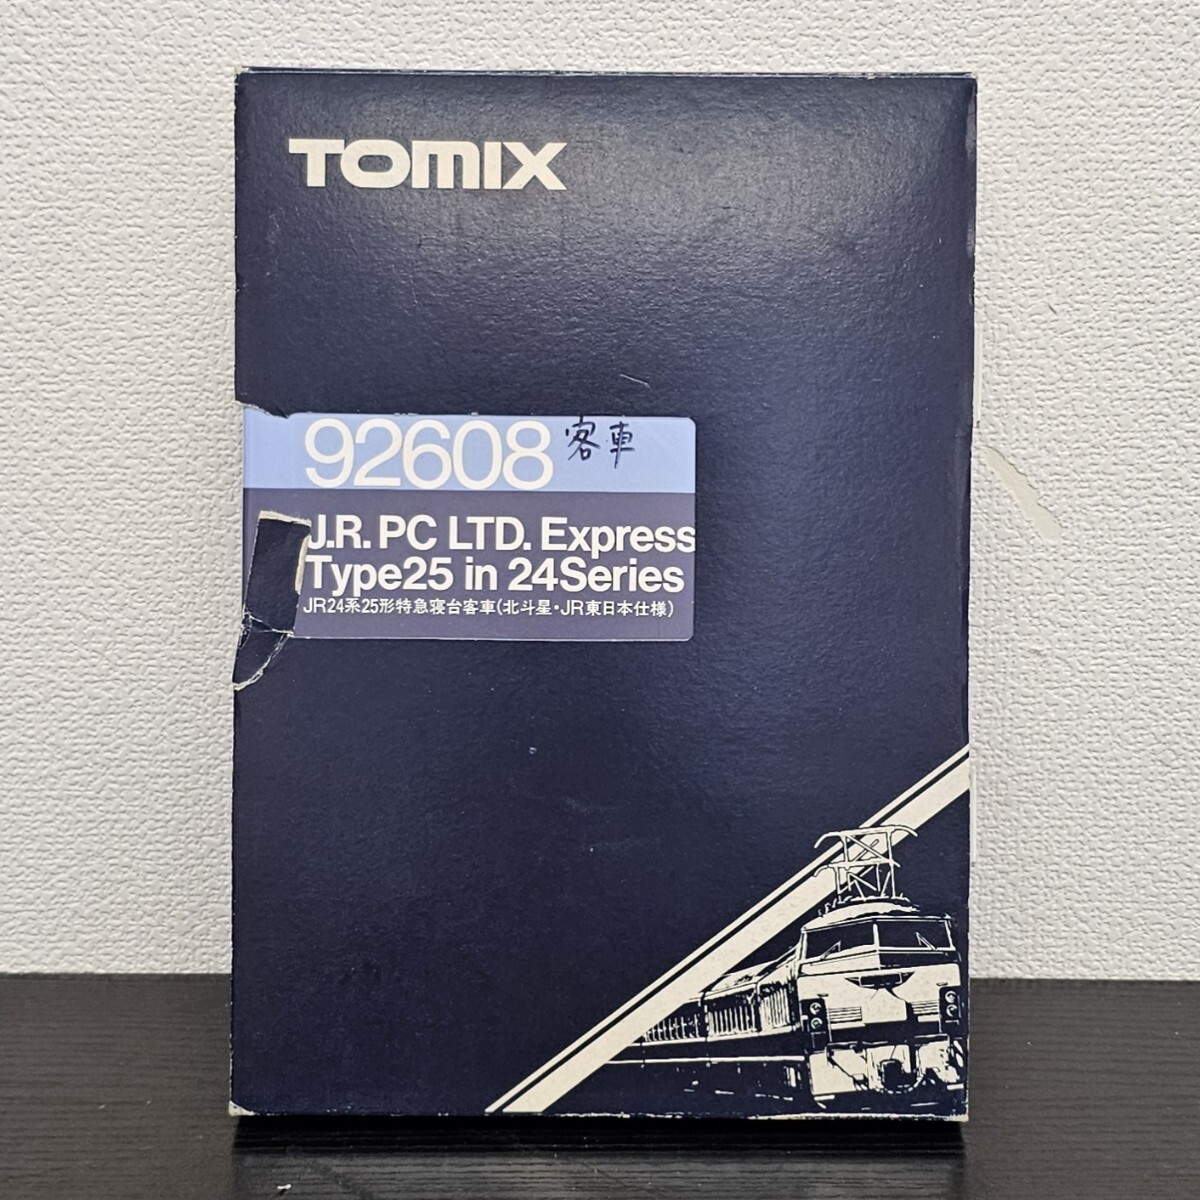 TOMIX
92608 客車
J.R. PC LTD. Express
Type25 in 24Series
JR24系25形特急寝台客車(北斗星・JR東日本仕様)